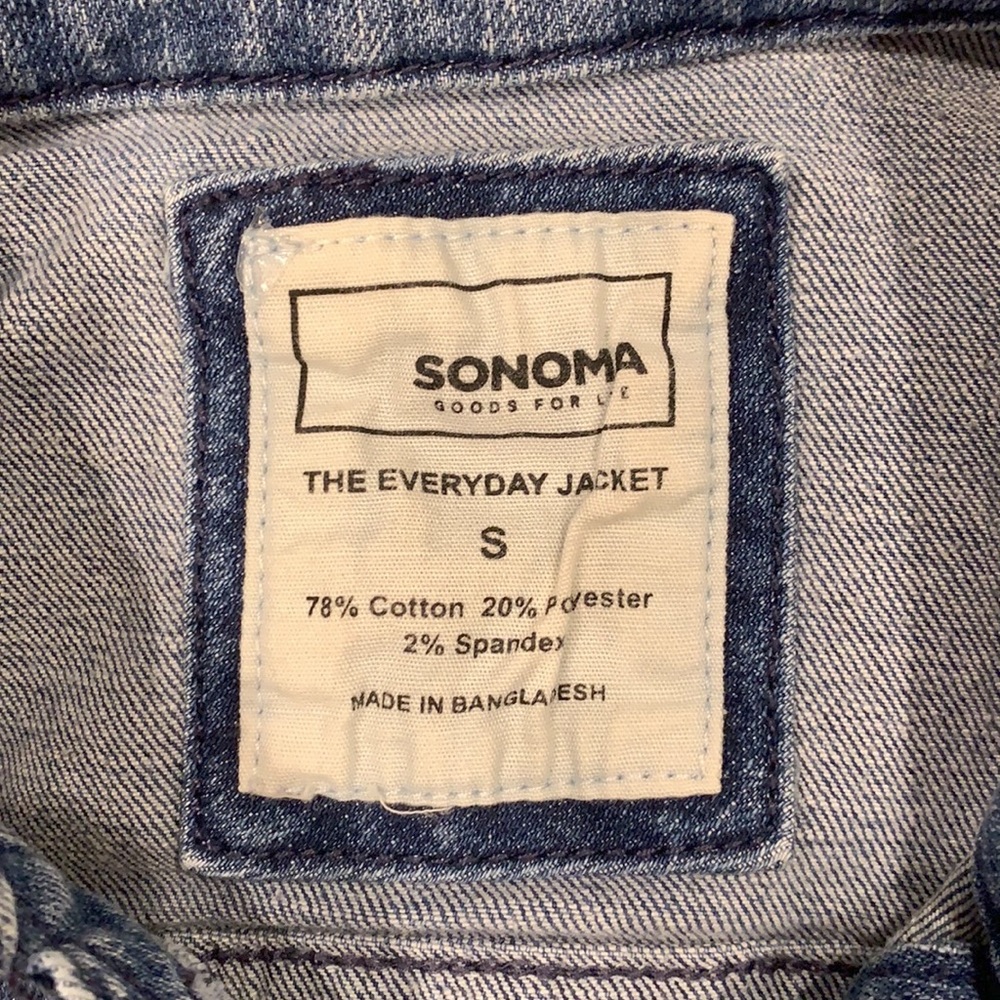 SONOMA
GOODS FOR LIFE
THE EVERYDAY JACKET
S
78% Cotton 20% Polyester
2% Spandex
MADE IN BANGLADESH